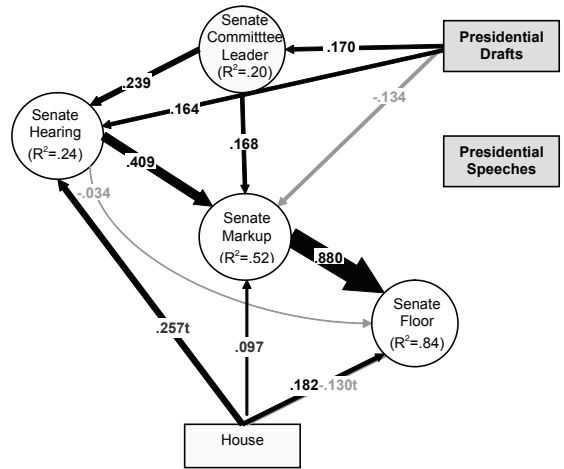 Senate
Committtee
Leader
(R²=.20)
Presidential
Drafts
.170
.239
.164
-.134
Senate
Hearing
(R²=.24)
.409
.168
Presidential
Speeches
-.034
Senate
Markup
(R²=.52)
.880
Senate
Floor
(R²=.84)
.257t
.097
.182-.130t
House